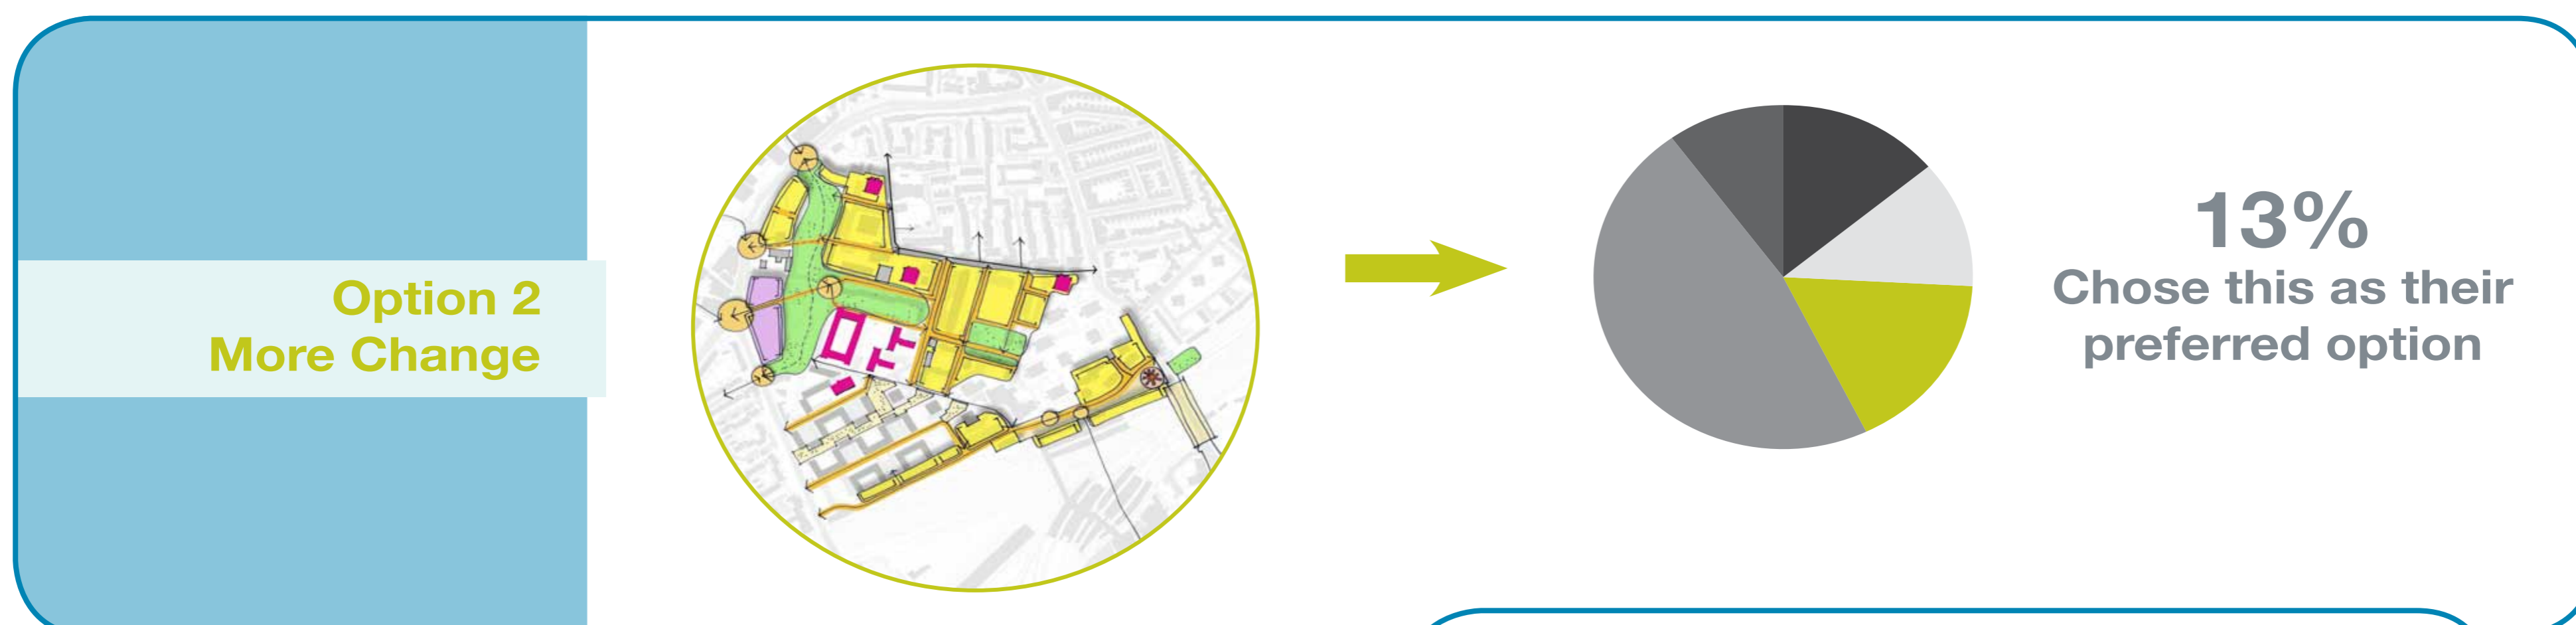 Option 2
More Change
13%
Chose this as their
preferred option